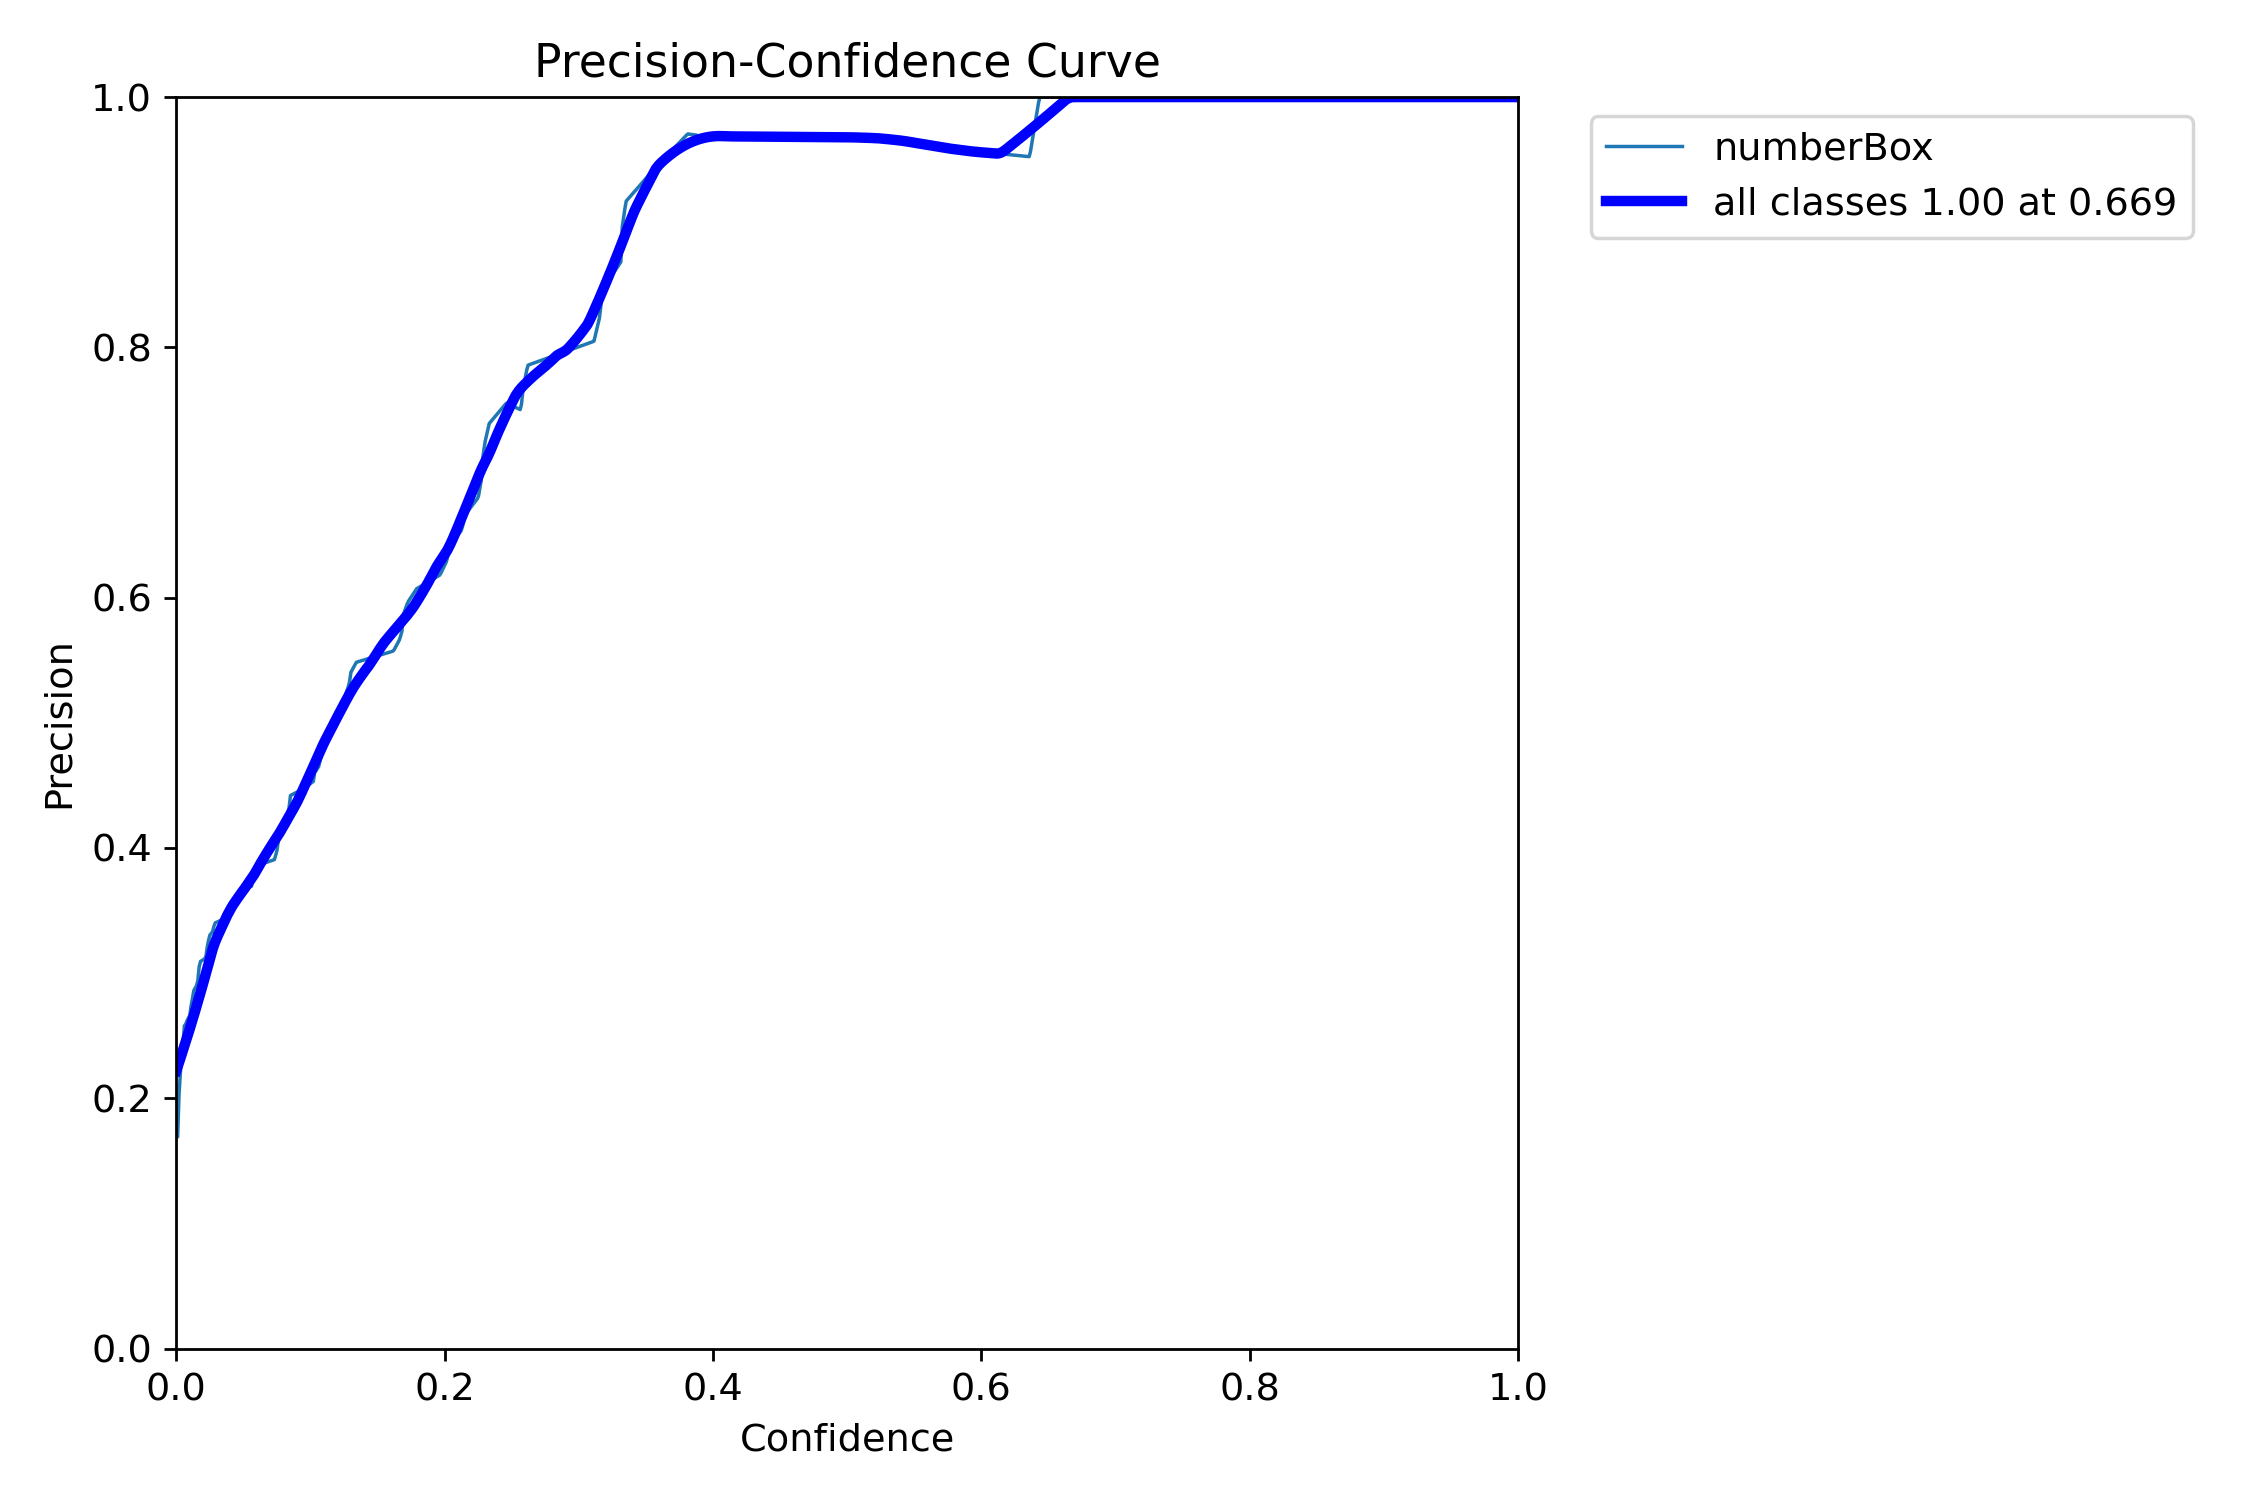 Precision-Confidence Curve
numberBox
all classes 1.00 at 0.669
Precision
1.0
0.8
0.6
0.4
0.2
0.0
0.0 0.2 0.4 0.6 0.8 1.0
Confidence